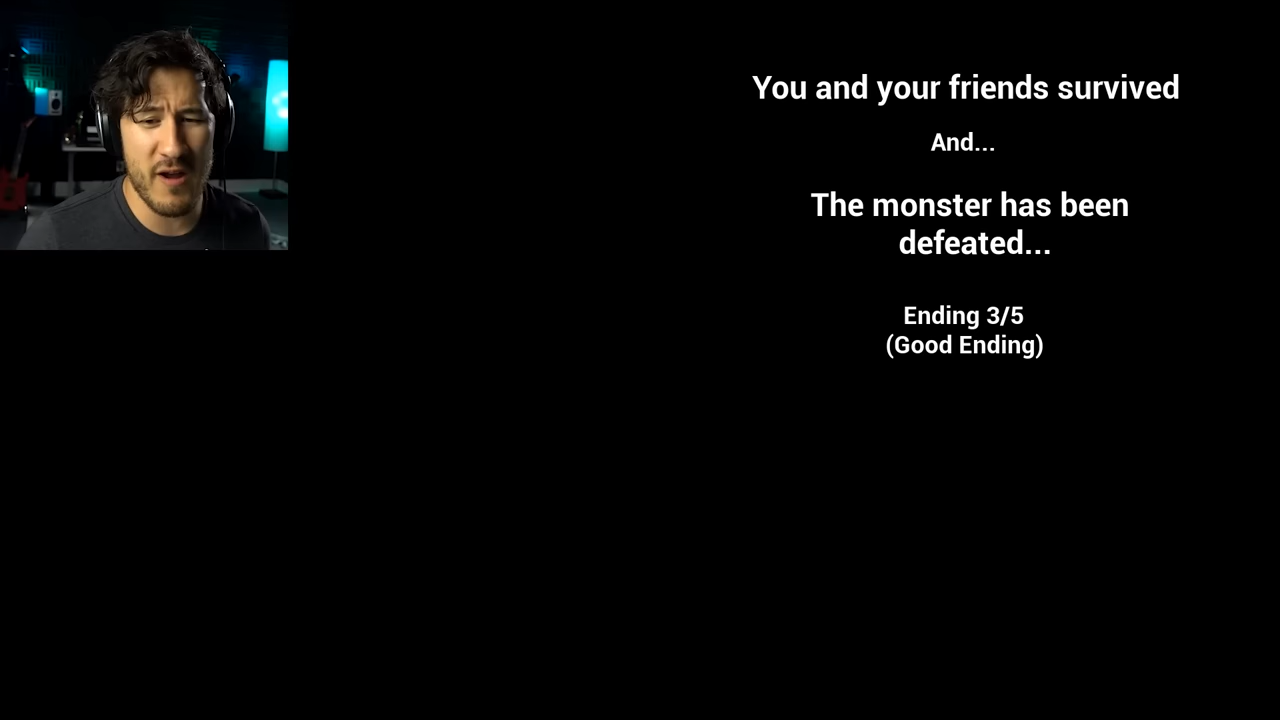 You and your friends survived
And...
The monster has been
defeated...
Ending 3/5
(Good Ending)